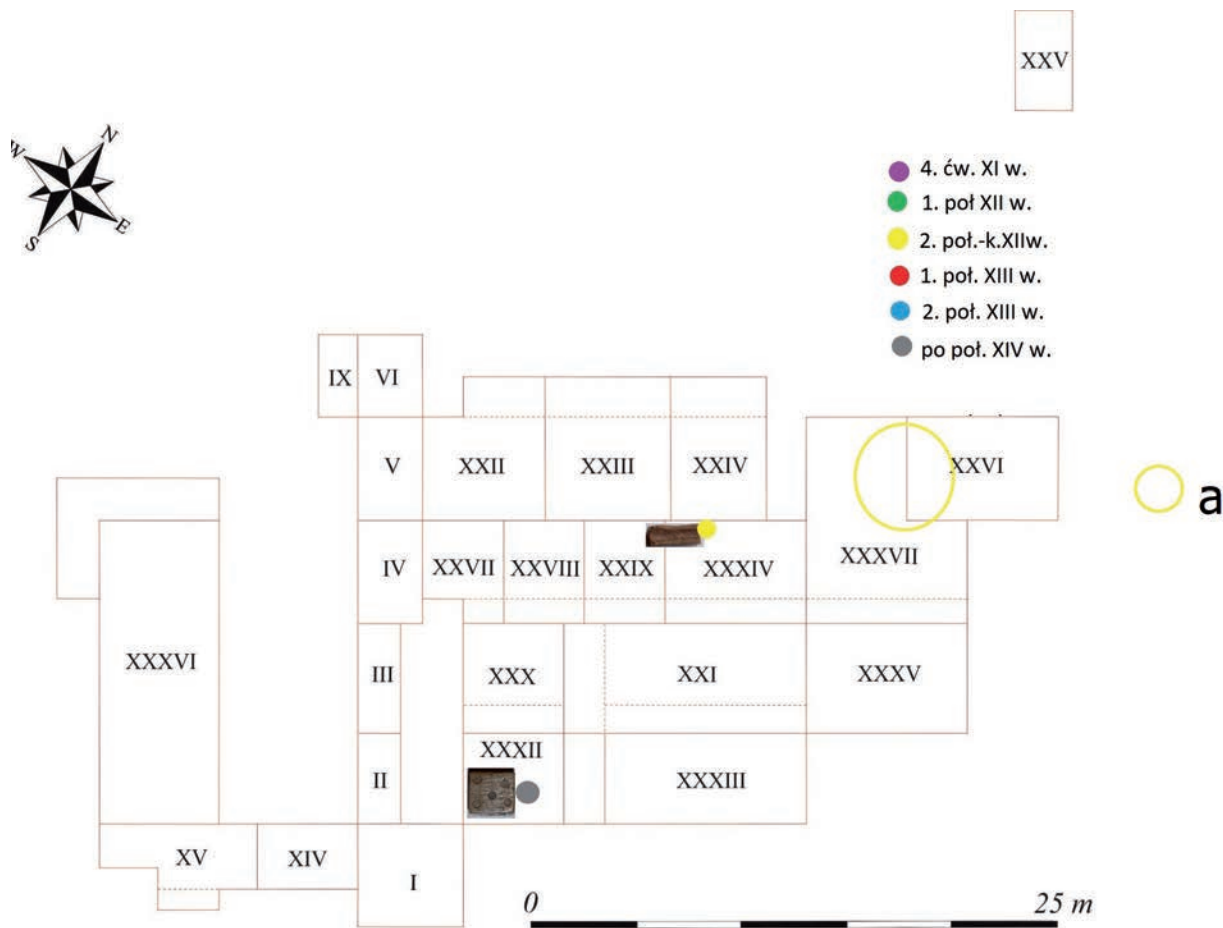 XXV
N
W
E
S
4. ćw. XI w.
1. poł XII w.
2. poł.-k.XIIw.
1. poł. XIII w.
2. poł. XIII w.
po poł. XIV w.
IX VI
V XXII XXIII XXIV XXVI
a
IV XXVII XXVIII XXIX XXXIV XXXVII
XXXVI III XXX XXI XXXV
XXXII
II XXXIII
XV XIV I
0 25 m